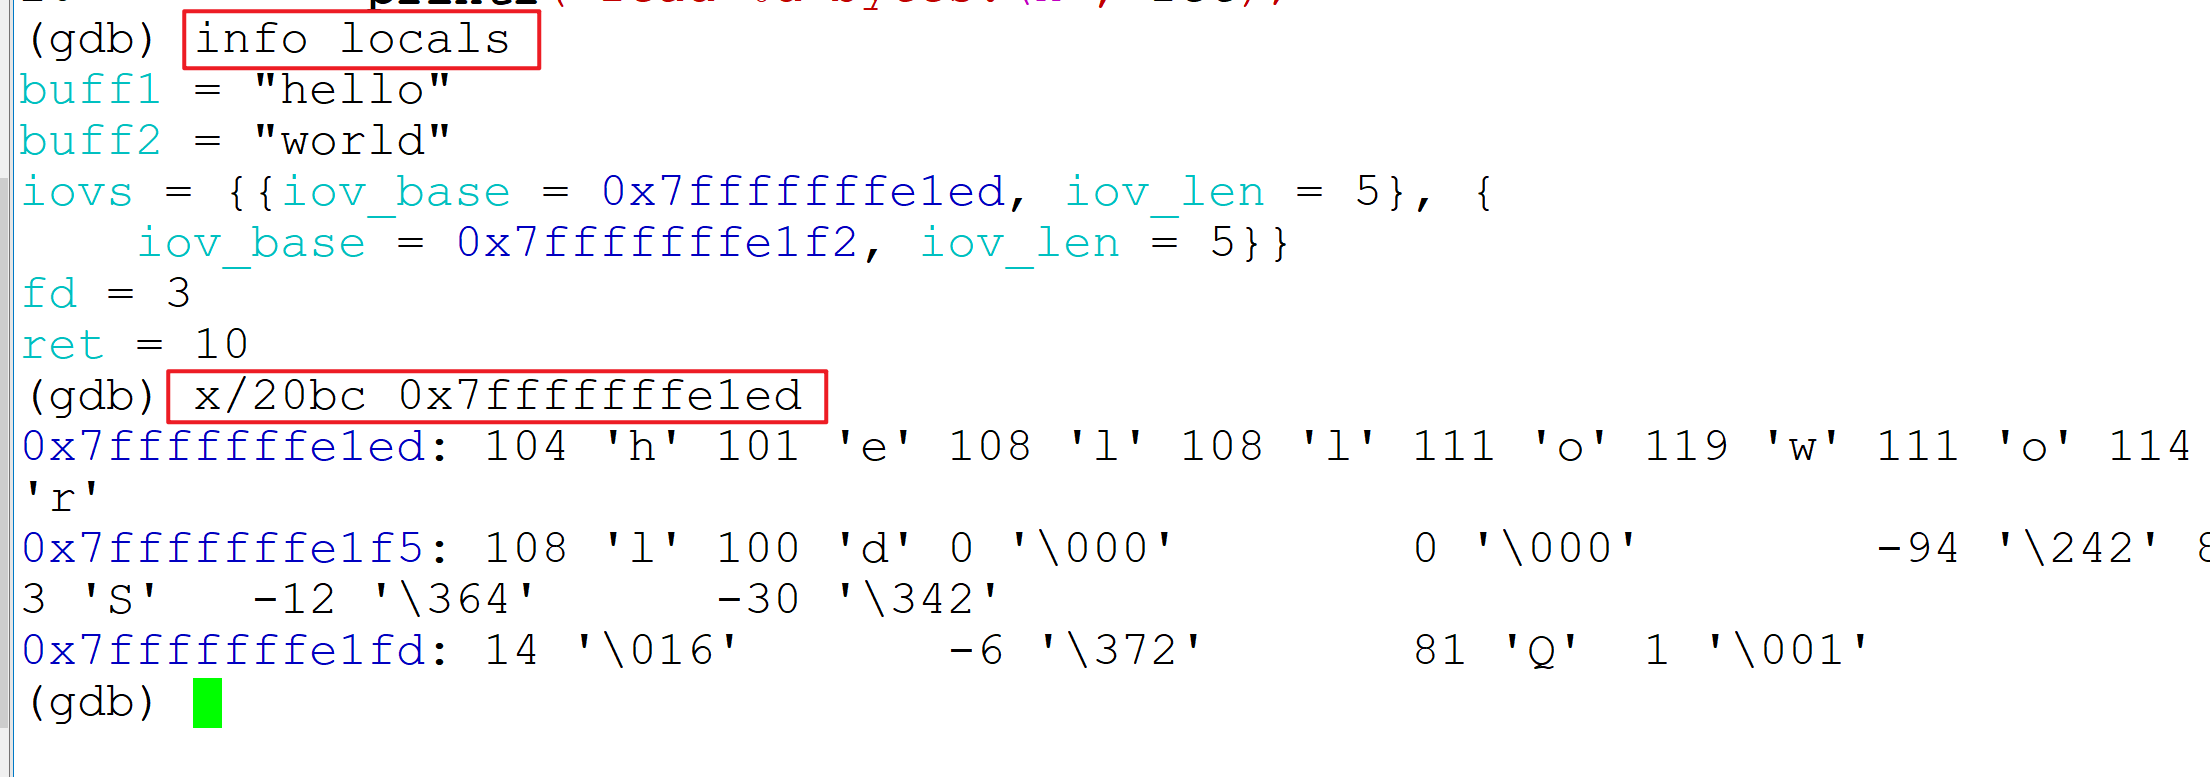 (gdb) info locals
buff1 = "hello"
buff2 = "world"
iovs = {{iov_base = 0x7fffffffe1ed, iov_len = 5}, {
    iov_base = 0x7fffffffe1f2, iov_len = 5}}
fd = 3
ret = 10
(gdb) x/20bc 0x7fffffffe1ed
0x7fffffffe1ed: 104 'h' 101 'e' 108 'l' 108 'l' 111 'o' 119 'w' 111 'o' 114
'r'
0x7fffffffe1f5: 108 'l' 100 'd' 0 '\000'        0 '\000'        -94 '\242' 8
3 'S'   -12 '\364'      -30 '\342'
0x7fffffffe1fd: 14 '\016'       -6 '\372'       81 'Q'  1 '\001'
(gdb)